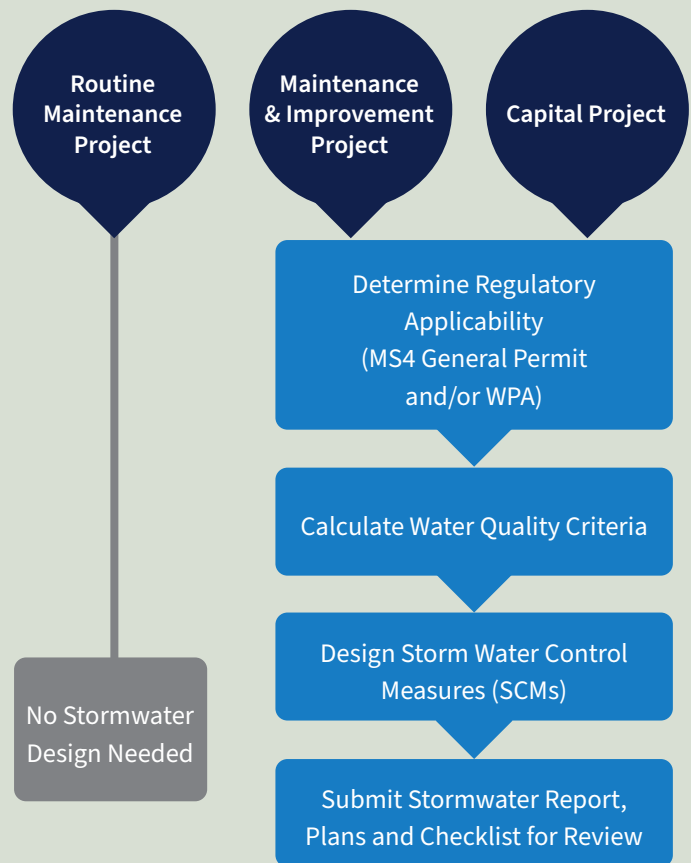 Routine
Maintenance
Project
Maintenance
& Improvement
Project
Capital Project
Determine Regulatory
Applicability
(MS4 General Permit
and/or WPA)
Calculate Water Quality Criteria
Design Storm Water Control
Measures (SCMs)
No Stormwater
Design Needed
Submit Stormwater Report,
Plans and Checklist for Review